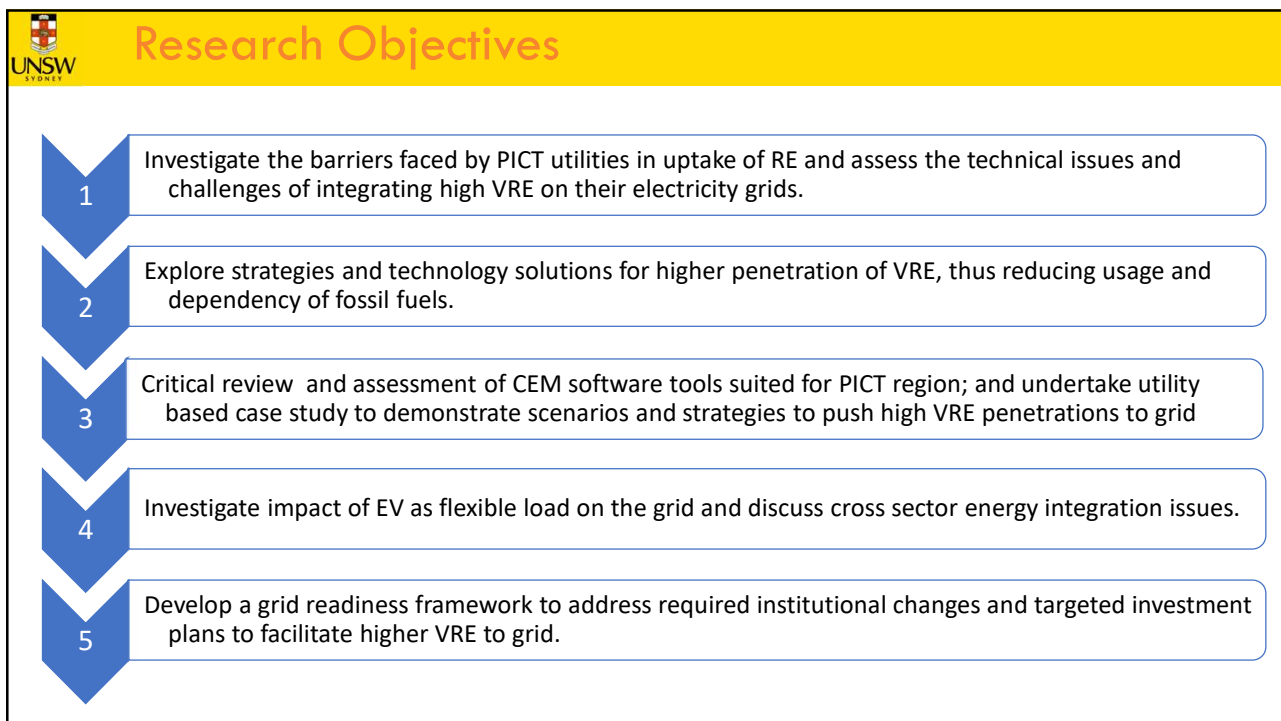 UNSW
SYDNEY
Research Objectives
1
Investigate the barriers faced by PICT utilities in uptake of RE and assess the technical issues and
challenges of integrating high VRE on their electricity grids.
2
Explore strategies and technology solutions for higher penetration of VRE, thus reducing usage and
dependency of fossil fuels.
3
Critical review and assessment of CEM software tools suited for PICT region; and undertake utility
based case study to demonstrate scenarios and strategies to push high VRE penetrations to grid
4
Investigate impact of EV as flexible load on the grid and discuss cross sector energy integration issues.
5
Develop a grid readiness framework to address required institutional changes and targeted investment
plans to facilitate higher VRE to grid.